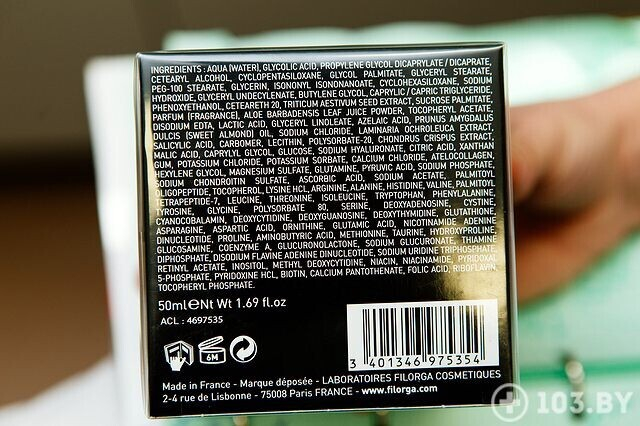 INGREDIENTS : AQUA (WATER), GLYCOLIC ACID, PROPYLENE GLYCOL DICAPRYLATE / DICAPRATE,
CETEARYL ALCOHOL, CYCLOPENTASILOXANE, GLYCOL PALMITATE, GLYCERYL STEARATE,
PEG-100 STEARATE, GLYCERIN, ISONONYL ISONONANOATE, CYCLOHEXASILOXANE, SODIUM
HYDROXIDE, GLYCERYL UNDECYLENATE, BUTYLENE GLYCOL, CAPRYLIC / CAPRIC TRIGLYCERIDE,
PHENOXYETHANOL, CETEARETH 20, TRITICUM AESTIVUM SEED EXTRACT, SUCROSE PALMITATE,
PARFUM (FRAGRANCE), ALOE BARBADENSIS LEAF JUICE POWDER, TOCOPHERYL ACETATE,
DISODIUM EDTA, LACTIC ACID, GLYCERYL LINOLEATE, AZELAIC ACID, PRUNUS AMYGDALUS
DULCIS (SWEET ALMOND) OIL, SODIUM CHLORIDE, LAMINARIA OCHROLEUCA EXTRACT,
SALICYLIC ACID, CARBOMER, LECITHIN, POLYSORBATE-20, CHONDRUS CRISPUS EXTRACT,
MALIC ACID, CAPRYLYL GLYCOL, GLUCOSE, SODIUM HYALURONATE, CITRIC ACID, XANTHAN
GUM, POTASSIUM CHLORIDE, POTASSIUM SORBATE, CALCIUM CHLORIDE, ATELOCOLLAGEN,
HEXYLENE GLYCOL, MAGNESIUM SULFATE, GLUTAMINE, PYRUVIC ACID, SODIUM PHOSPHATE,
SODIUM CHONDROITIN SULFATE, ASCORBIC ACID, SODIUM ACETATE, PALMITOYL
OLIGOPEPTIDE, TOCOPHEROL, LYSINE HCL, ARGININE, ALANINE, HISTIDINE, VALINE, PALMITOYL
TETRAPEPTIDE-7, LEUCINE, THREONINE, ISOLEUCINE, TRYPTOPHAN, PHENYLALANINE,
TYROSINE, GLYCINE, POLYSORBATE 80, SERINE, DEOXYADENOSINE, CYSTINE,
CYANOCOBALAMIN, DEOXYCYTIDINE, DEOXYGUANOSINE, DEOXYTHYMIDINE, GLUTATHIONE,
ASPARAGINE, ASPARTIC ACID, ORNITHINE, GLUTAMIC ACID, NICOTINAMIDE ADENINE
DINUCLEOTIDE, PROLINE, AMINOBUTYRIC ACID, METHIONINE, TAURINE, HYDROXYPROLINE,
GLUCOSAMINE, COENZYME A, GLUCURONOLACTONE, SODIUM GLUCURONATE, THIAMINE
DIPHOSPHATE, DISODIUM FLAVINE ADENINE DINUCLEOTIDE, SODIUM URIDINE TRIPHOSPHATE,
RETINYL ACETATE, INOSITOL, METHYL DEOXYCYTIDINE, NIACIN, NIACINAMIDE, PYRIDOXAL
5-PHOSPHATE, PYRIDOXINE HCL, BIOTIN, CALCIUM PANTOTHENATE, FOLIC ACID, RIBOFLAVIN,
TOCOPHERYL PHOSPHATE.
50ml℮Nt Wt 1.69 fl.oz
ACL : 4697535
6M
3 401346 975354
Made in France - Marque déposée - LABORATOIRES FILORGA COSMETIQUES
2-4 rue de Lisbonne - 75008 Paris FRANCE - www.filorga.com
103.BY